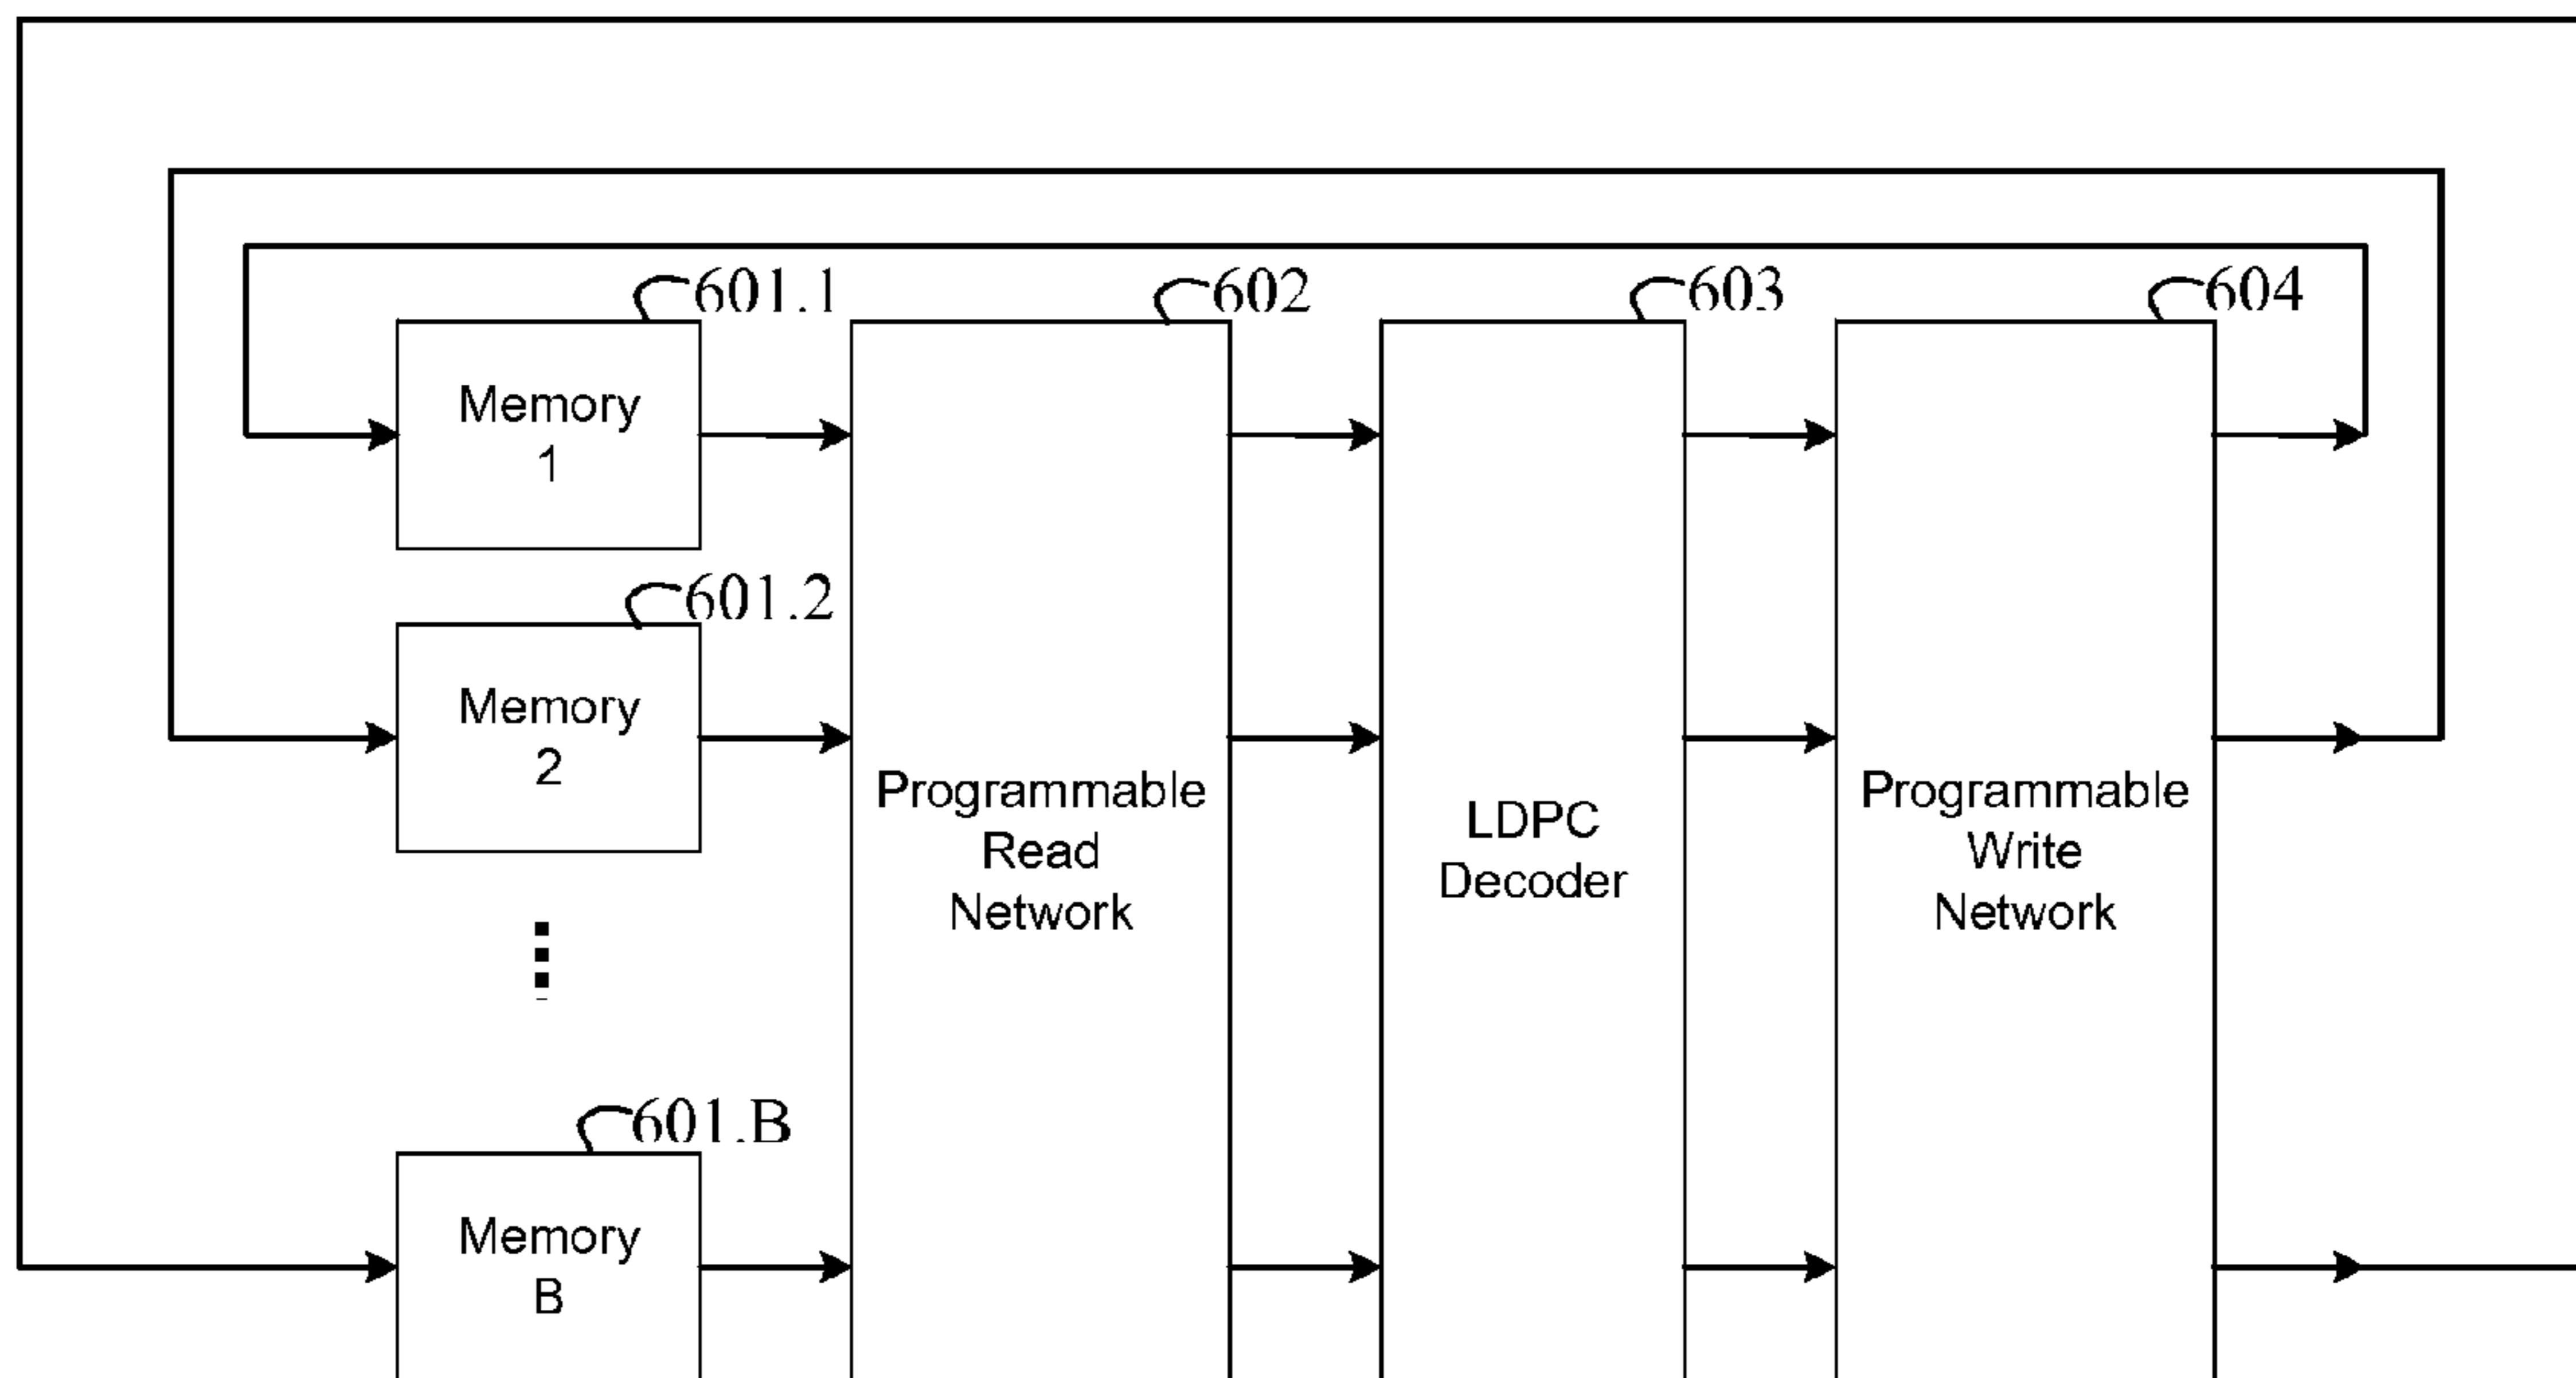 601.1
602
603
604
Memory
1
601.2
Memory
2
Programmable
Read
Network
LDPC
Decoder
Programmable
Write
Network
601.B
Memory
B